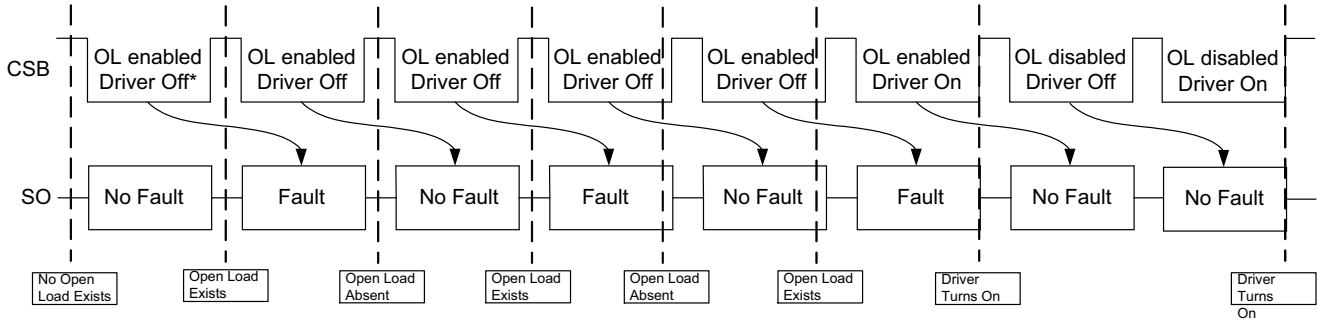 CSB
OL enabled
Driver Off*
OL enabled
Driver Off
OL enabled
Driver Off
OL enabled
Driver Off
OL enabled
Driver Off
OL enabled
Driver On
OL disabled
Driver Off
OL disabled
Driver On
SO
No Fault
Fault
No Fault
Fault
No Fault
Fault
No Fault
No Fault
No Open
Load Exists
Open Load
Exists
Open Load
Absent
Open Load
Exists
Open Load
Absent
Open Load
Exists
Driver
Turns On
Driver
Turns
On